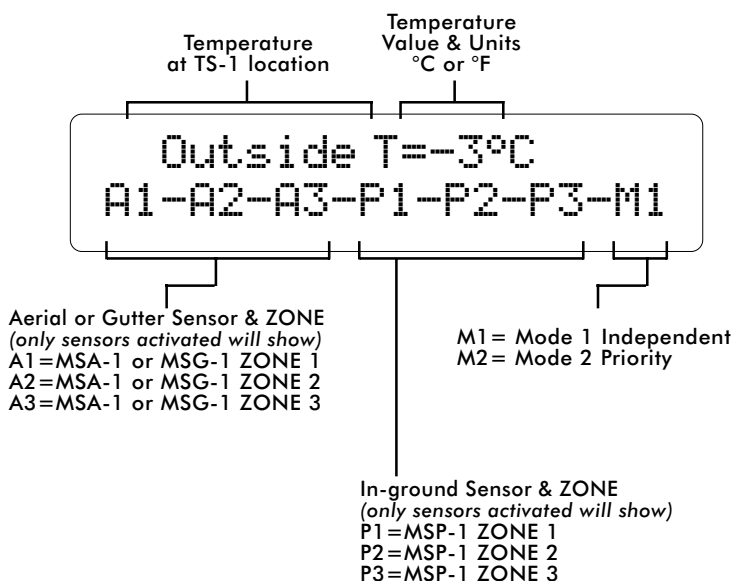 Temperature
at TS-1 location
Temperature
Value & Units
°C or °F
Outside T=-3°C
A1-A2-A3-P1-P2-P3-M1
Aerial or Gutter Sensor & ZONE
(only sensors activated will show)
A1=MSA-1 or MSG-1 ZONE 1
A2=MSA-1 or MSG-1 ZONE 2
A3=MSA-1 or MSG-1 ZONE 3
M1= Mode 1 Independent
M2= Mode 2 Priority
In-ground Sensor & ZONE
(only sensors activated will show)
P1=MSP-1 ZONE 1
P2=MSP-1 ZONE 2
P3=MSP-1 ZONE 3